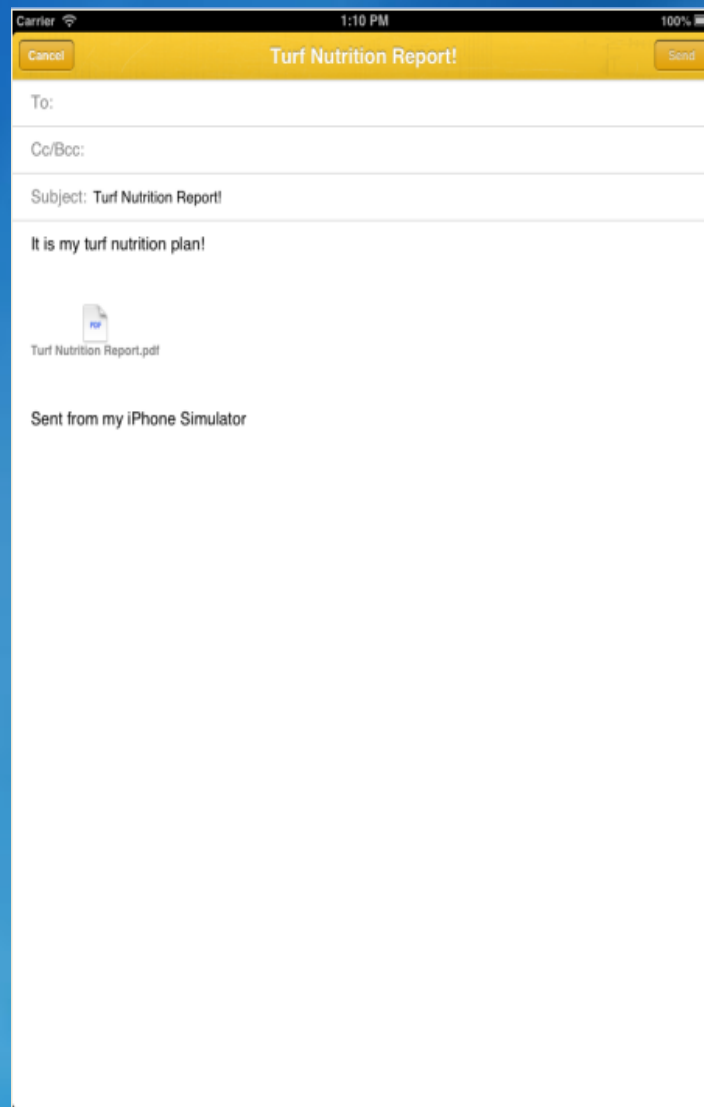 Carrier 1:10 PM 100%
Cancel Turf Nutrition Report! Send
To:
Cc/Bcc:
Subject: Turf Nutrition Report!
It is my turf nutrition plan!
PDF
Turf Nutrition Report.pdf
Sent from my iPhone Simulator